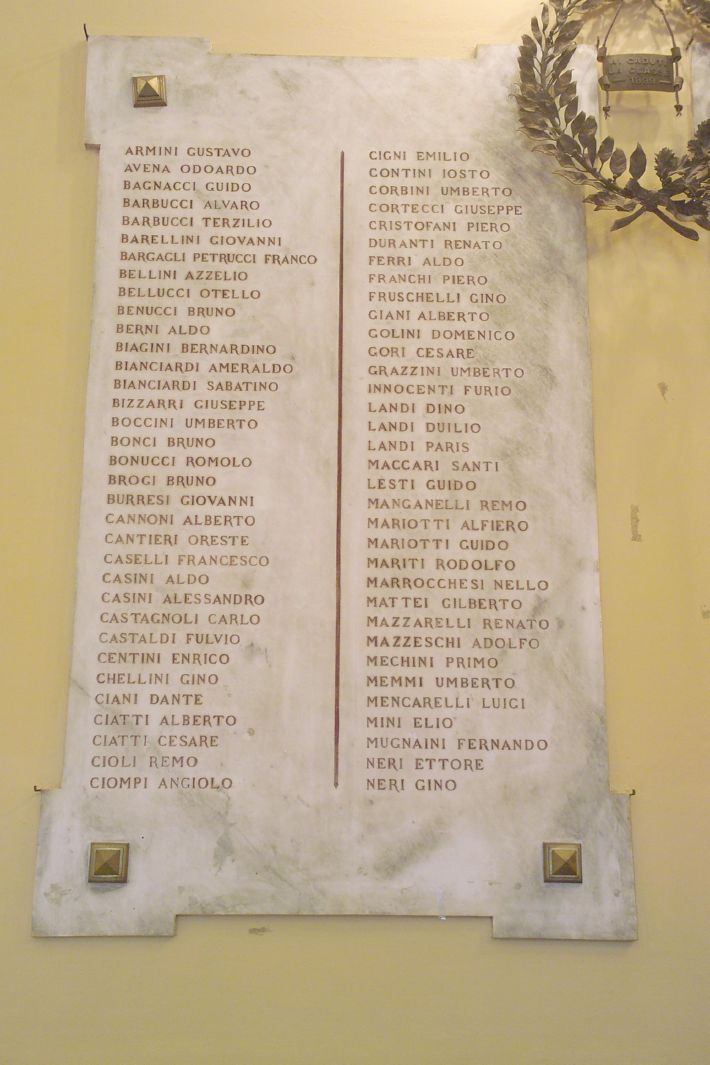 AI CADUTI
LA CLASSE
1899
ARMINI GUSTAVO
AVENA ODOARDO
BAGNACCI GUIDO
BARBUCCI ALVARO
BARBUCCI TERZILIO
BARELLINI GIOVANNI
BARGAGLI PETRUCCI FRANCO
BELLINI AZZELIO
BELLUCCI OTELLO
BENUCCI BRUNO
BERNI ALDO
BIAGINI BERNARDINO
BIANCIARDI AMERALDO
BIANCIARDI SABATINO
BIZZARRI GIUSEPPE
BOCCINI UMBERTO
BONCI BRUNO
BONUCCI ROMOLO
BROGI BRUNO
BURRESI GIOVANNI
CANNONI ALBERTO
CANTIERI ORESTE
CASELLI FRANCESCO
CASINI ALDO
CASINI ALESSANDRO
CASTAGNOLI CARLO
CASTALDI FULVIO
CENTINI ENRICO
CHELLINI GINO
CIANI DANTE
CIATTI ALBERTO
CIATTI CESARE
CIOLI REMO
CIOMPI ANGIOLO
CIGNI EMILIO
CONTINI IOSTO
CORBINI UMBERTO
CORTECCI GIUSEPPE
CRISTOFANI PIERO
DURANTI RENATO
FERRI ALDO
FRANCHI PIERO
FRUSCHELLI GINO
GIANI ALBERTO
GOLINI DOMENICO
GORI CESARE
GRAZZINI UMBERTO
INNOCENTI FURIO
LANDI DINO
LANDI DUILIO
LANDI PARIS
MACCARI SANTI
LESTI GUIDO
MANGANELLI REMO
MARIOTTI ALFIERO
MARIOTTI GUIDO
MARITI RODOLFO
MARROCCHESI NELLO
MATTEI GILBERTO
MAZZARELLI RENATO
MAZZESCHI ADOLFO
MECHINI PRIMO
MEMMI UMBERTO
MENCARELLI LUIGI
MINI ELIO
MUGNAINI FERNANDO
NERI ETTORE
NERI GINO